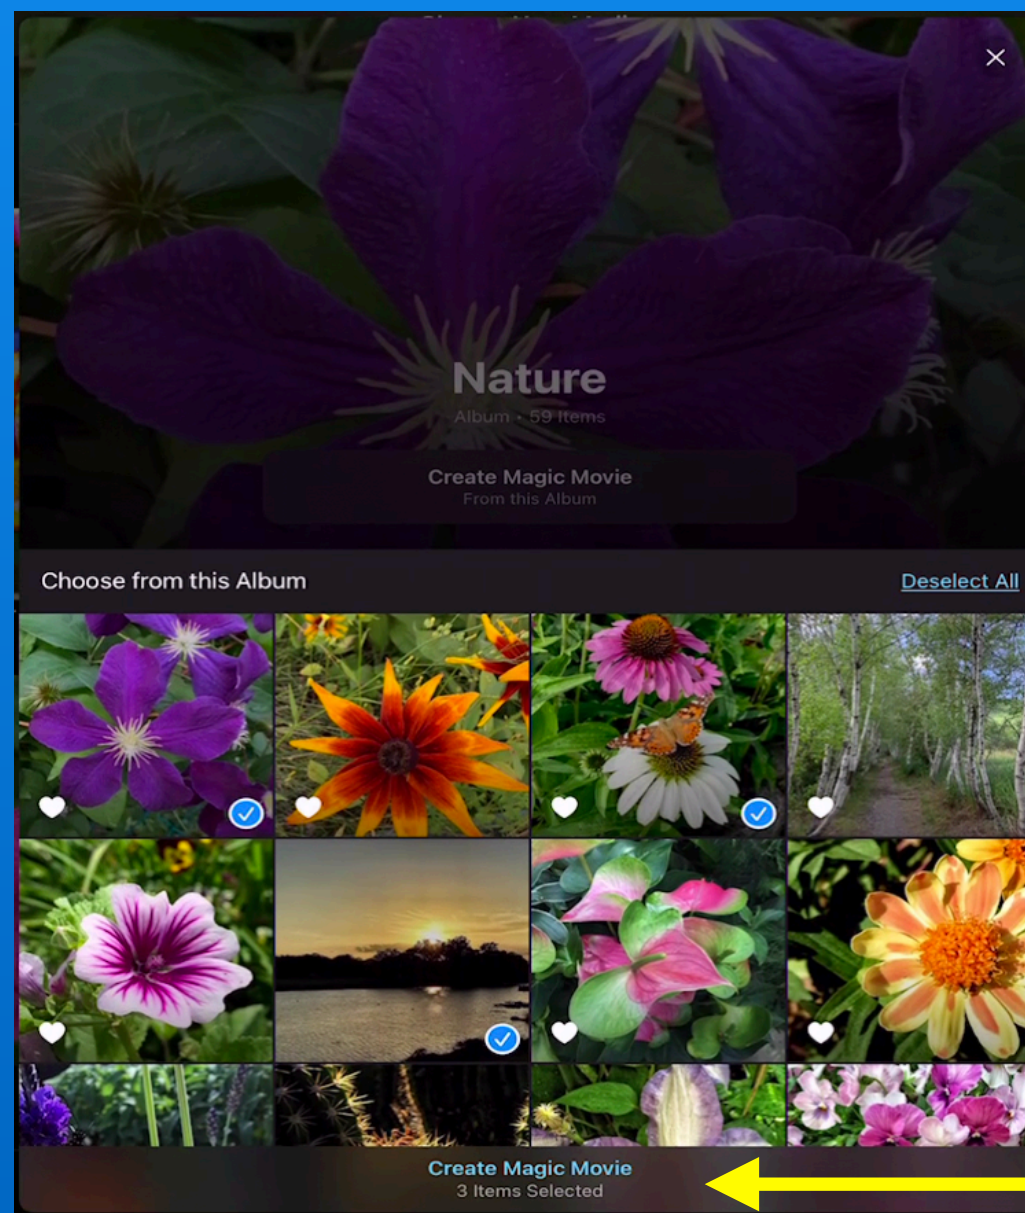 Nature
Album • 59 Items
Create Magic Movie
From this Album
Choose from this Album
Deselect All
Create Magic Movie
3 Items Selected